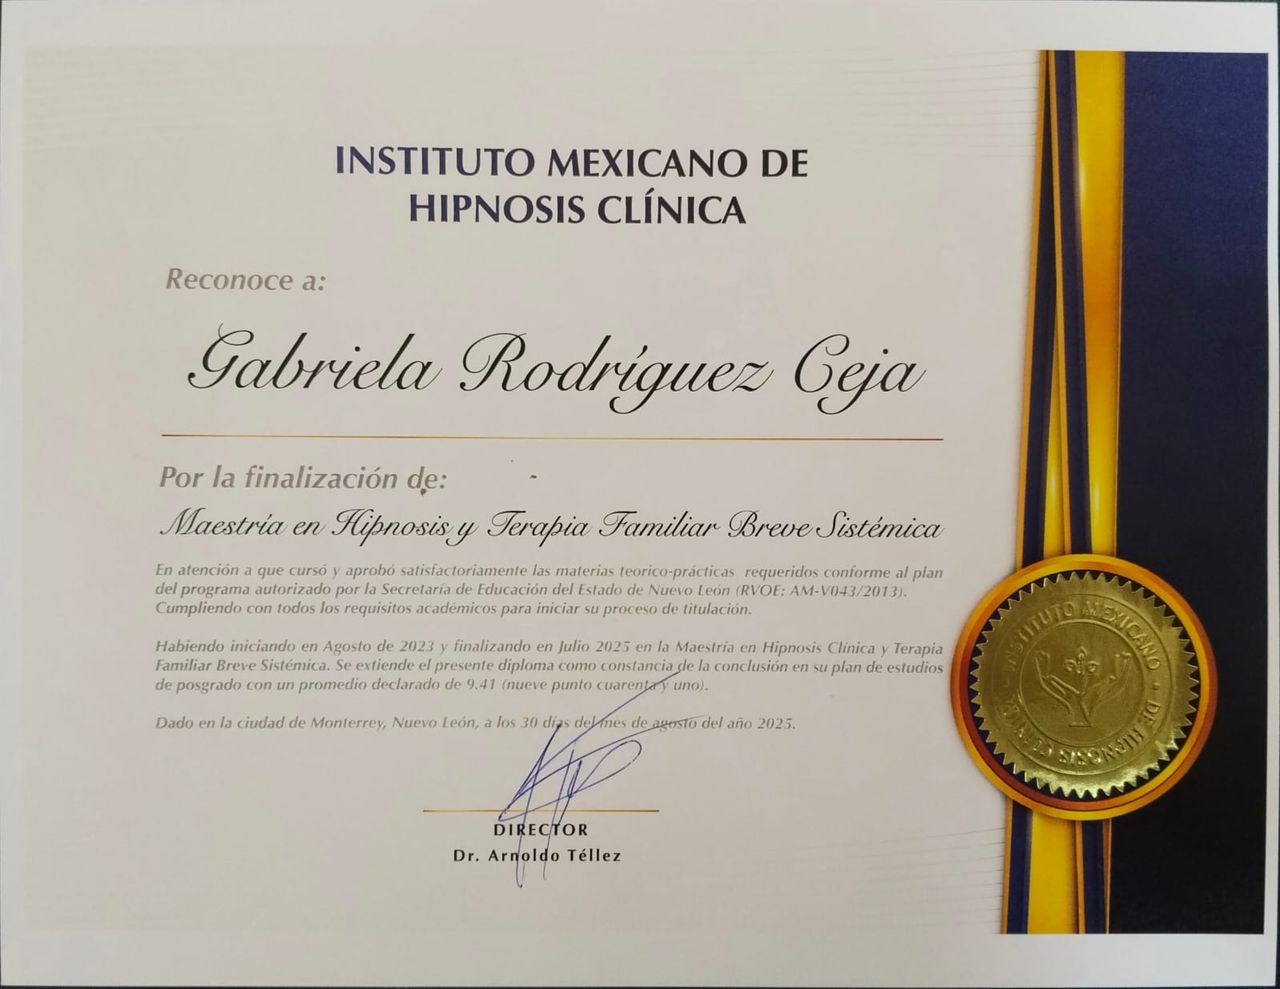 INSTITUTO MEXICANO DE
HIPNOSIS CLÍNICA
Reconoce a:
Gabriela Rodríguez Ceja
Por la finalización de:
Maestría en Hipnosis y Terapia Familiar Breve Sistémica
En atención a que cursó y aprobó satisfactoriamente las materias teorico-prácticas requeridos conforme al plan
del programa autorizado por la Secretaría de Educación del Estado de Nuevo León (RVOE: AM-V043/2013).
Cumpliendo con todos los requisitos académicos para iniciar su proceso de titulación.
Habiendo iniciando en Agosto de 2023 y finalizando en Julio 2025 en la Maestría en Hipnosis Clínica y Terapia
Familiar Breve Sistémica. Se extiende el presente diploma como constancia de la conclusión en su plan de estudios
de posgrado con un promedio declarado de 9.41 (nueve punto cuarenta y uno).
Dado en la ciudad de Monterrey, Nuevo León, a los 30 días del mes de agosto del año 2025.
DIRECTOR
Dr. Arnoldo Téllez
INSTITUTO MEXICANO DE HIPNOSIS